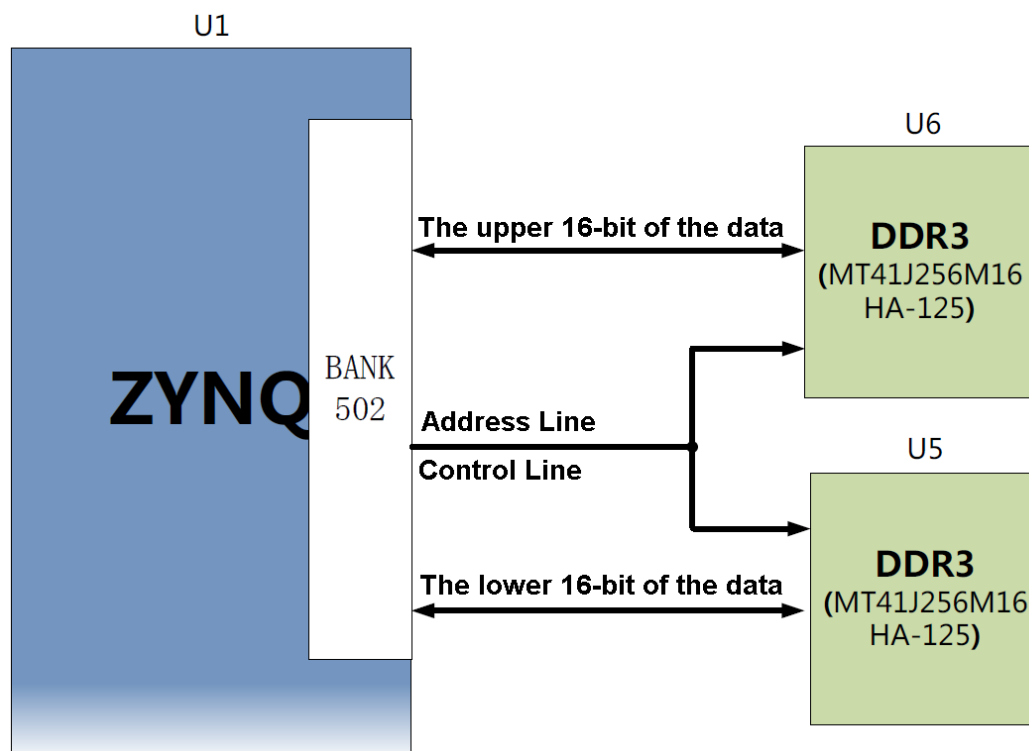 U1
ZYNQ
BANK
502
The upper 16-bit of the data
Address Line
Control Line
The lower 16-bit of the data
U6
DDR3
(MT41J256M16
HA-125)
U5
DDR3
(MT41J256M16
HA-125)